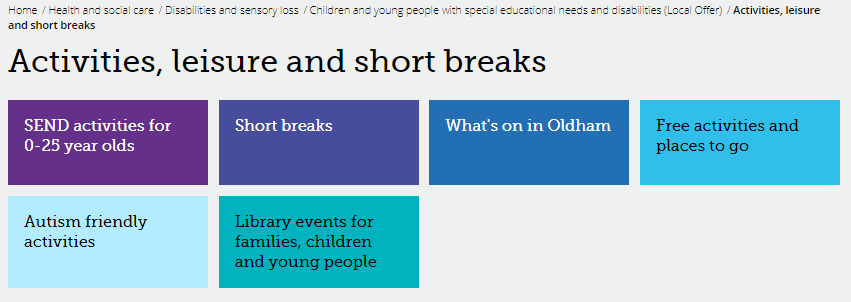 Home / Health and social care / Disabilities and sensory loss / Children and young people with special educational needs and disabilities (Local Offer) / Activities, leisure
and short breaks
Activities, leisure and short breaks
SEND activities for
0-25 year olds
Short breaks
What's on in Oldham
Free activities and
places to go
Autism friendly
activities
Library events for
families, children
and young people